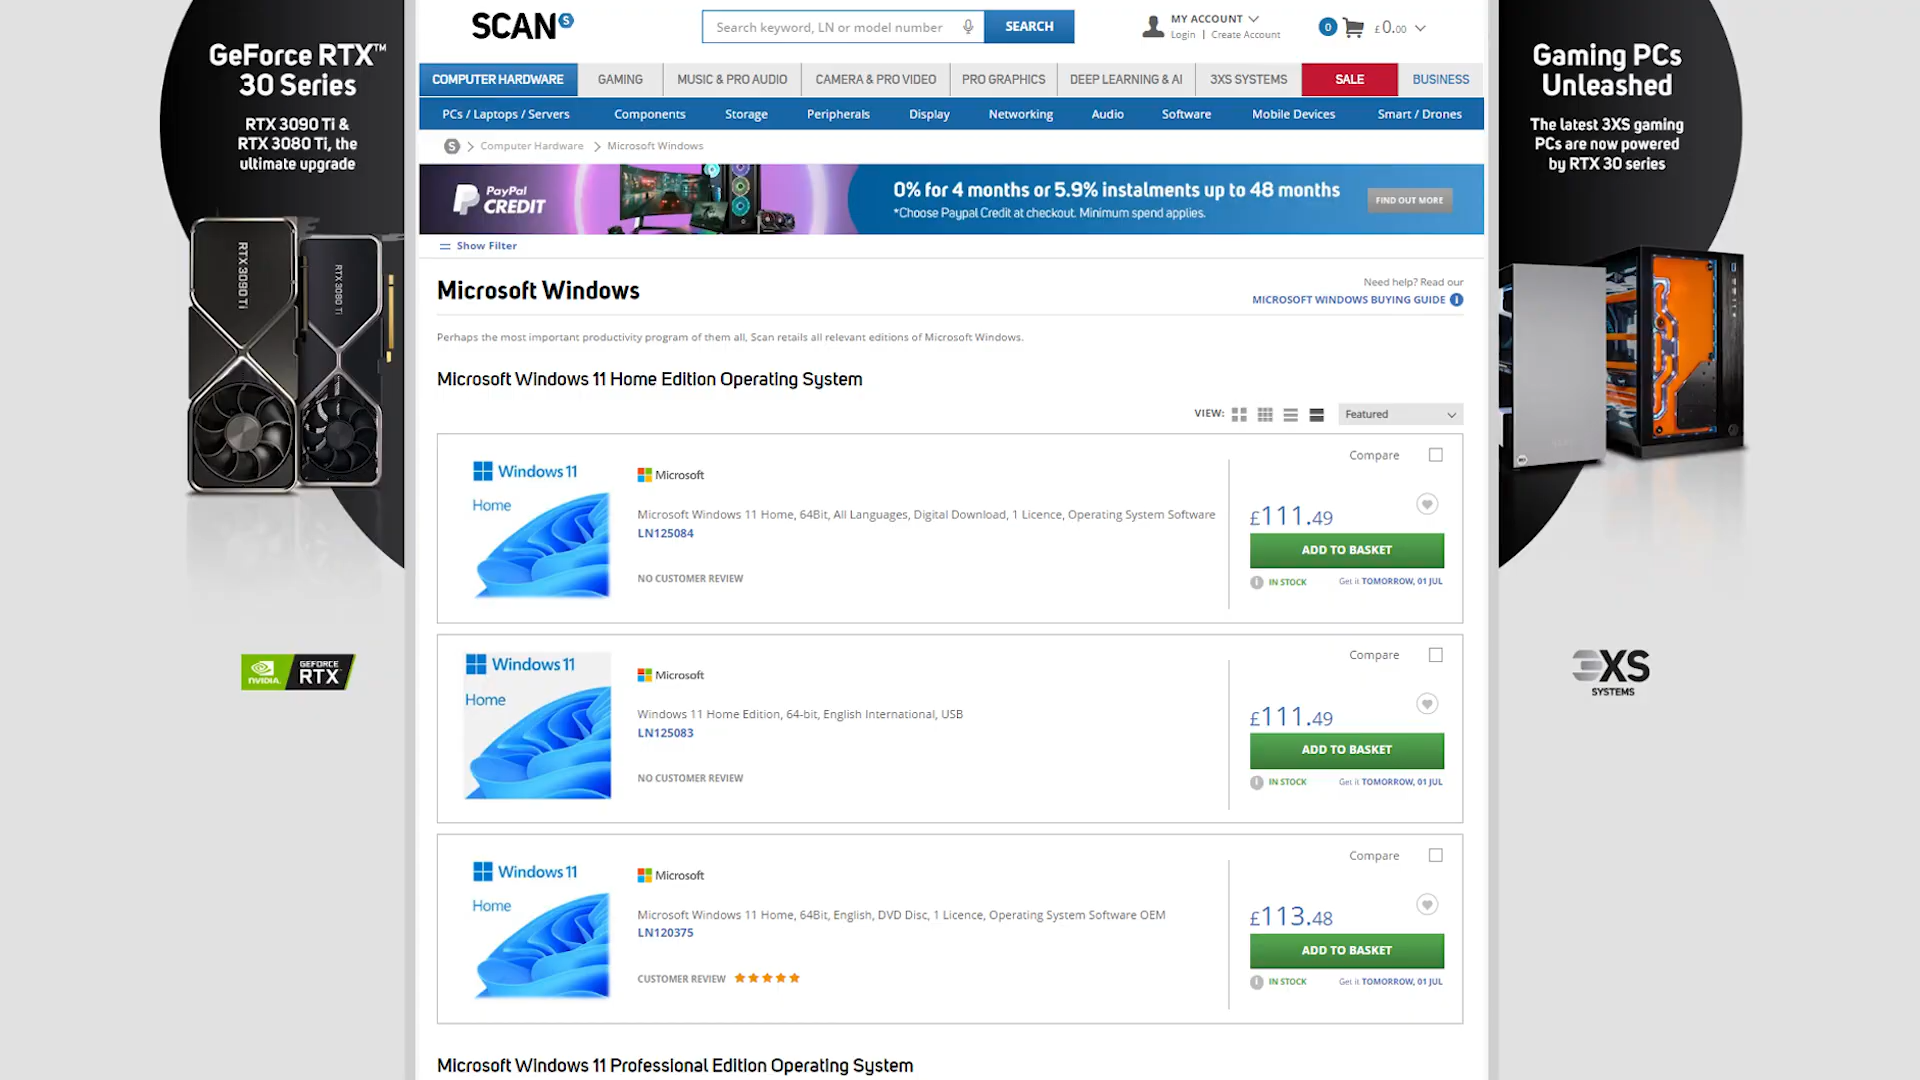 GeForce RTX™
30 Series
RTX 3090 Ti &
RTX 3080 Ti, the
ultimate upgrade
RTX 3090 Ti
RTX 3080 Ti
NVIDIA.
GEFORCE
RTX
SCAN S
Search keyword, LN or model number
SEARCH
MY ACCOUNT
Login | Create Account
0
£0.00
COMPUTER HARDWARE
GAMING
MUSIC & PRO AUDIO
CAMERA & PRO VIDEO
PRO GRAPHICS
DEEP LEARNING & AI
3XS SYSTEMS
SALE
BUSINESS
PCs / Laptops / Servers
Components
Storage
Peripherals
Display
Networking
Audio
Software
Mobile Devices
Smart / Drones
S > Computer Hardware > Microsoft Windows
PayPal
CREDIT
0% for 4 months or 5.9% instalments up to 48 months
*Choose Paypal Credit at checkout. Minimum spend applies.
FIND OUT MORE
Show Filter
Microsoft Windows
Need help? Read our
MICROSOFT WINDOWS BUYING GUIDE i
Perhaps the most important productivity program of them all, Scan retails all relevant editions of Microsoft Windows.
Microsoft Windows 11 Home Edition Operating System
VIEW:
Featured
Windows 11
Home
Microsoft
Microsoft Windows 11 Home, 64Bit, All Languages, Digital Download, 1 Licence, Operating System Software
LN125084
NO CUSTOMER REVIEW
Compare
£111.49
ADD TO BASKET
i IN STOCK
Get it TOMORROW, 01 JUL
Windows 11
Home
Microsoft
Windows 11 Home Edition, 64-bit, English International, USB
LN125083
NO CUSTOMER REVIEW
Compare
£111.49
ADD TO BASKET
i IN STOCK
Get it TOMORROW, 01 JUL
Windows 11
Home
Microsoft
Microsoft Windows 11 Home, 64Bit, English, DVD Disc, 1 Licence, Operating System Software OEM
LN120375
CUSTOMER REVIEW
Compare
£113.48
ADD TO BASKET
i IN STOCK
Get it TOMORROW, 01 JUL
Microsoft Windows 11 Professional Edition Operating System
Gaming PCs
Unleashed
The latest 3XS gaming
PCs are now powered
by RTX 30 series
3XS
SYSTEMS